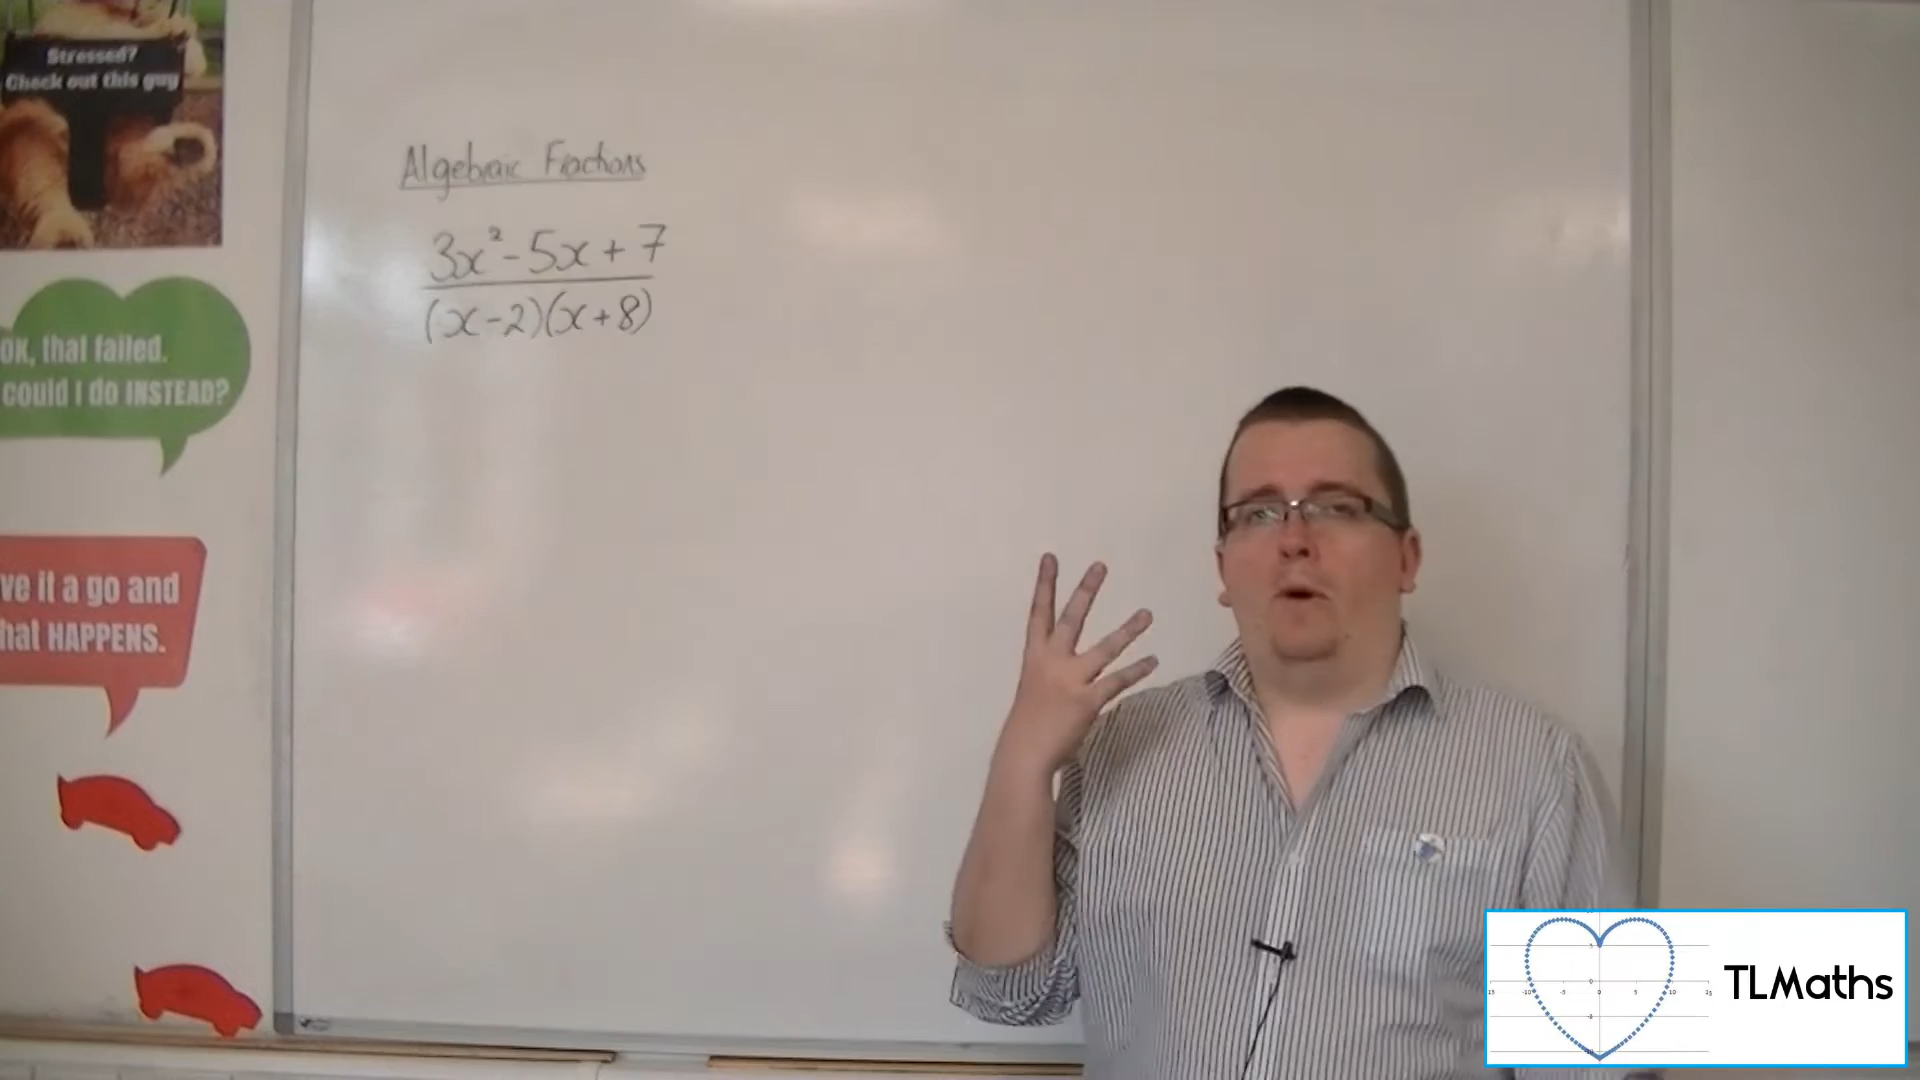 Stressed?
Check out this guy
Algebraic Fractions
3x² - 5x + 7
(x - 2)(x + 8)
OK, that failed.
could I do INSTEAD?
ve it a go and
hat HAPPENS.
TLMaths